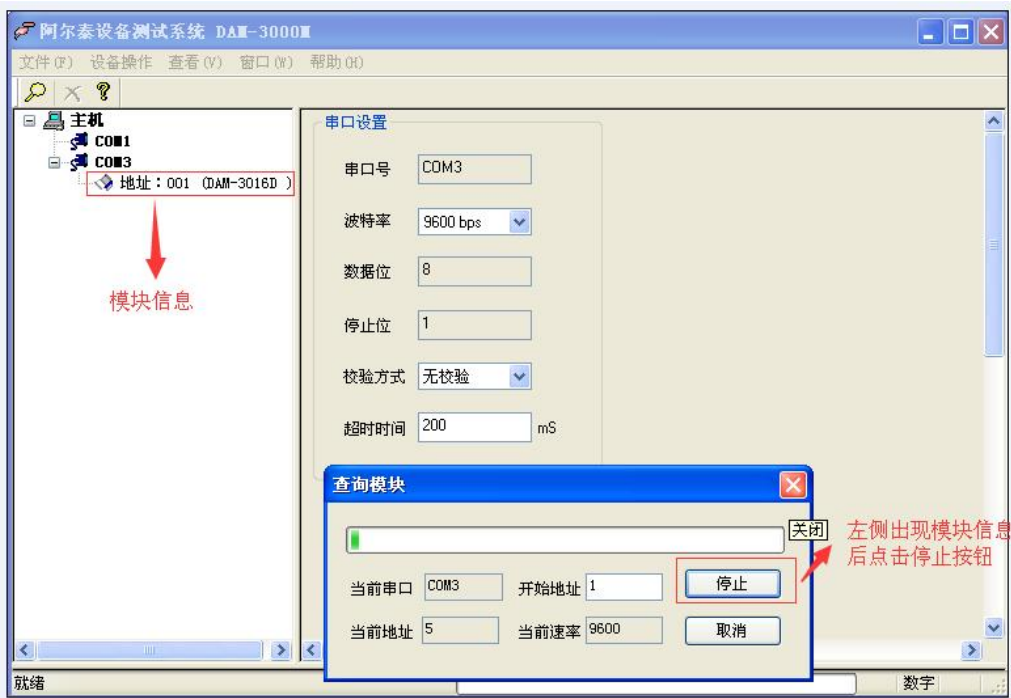 阿尔泰设备测试系统 DAM-3000M
文件(F) 设备操作 查看(V) 窗口(W) 帮助(H)
主机
COM1
COM3
地址：001 (DAM-3016D )
模块信息
串口设置
串口号 COM3
波特率 9600 bps
数据位 8
停止位 1
校验方式 无校验
超时时间 200 mS
查询模块
关闭
左侧出现模块信息
后点击停止按钮
当前串口 COM3 开始地址 1 停止
当前地址 5 当前速率 9600 取消
就绪 数字